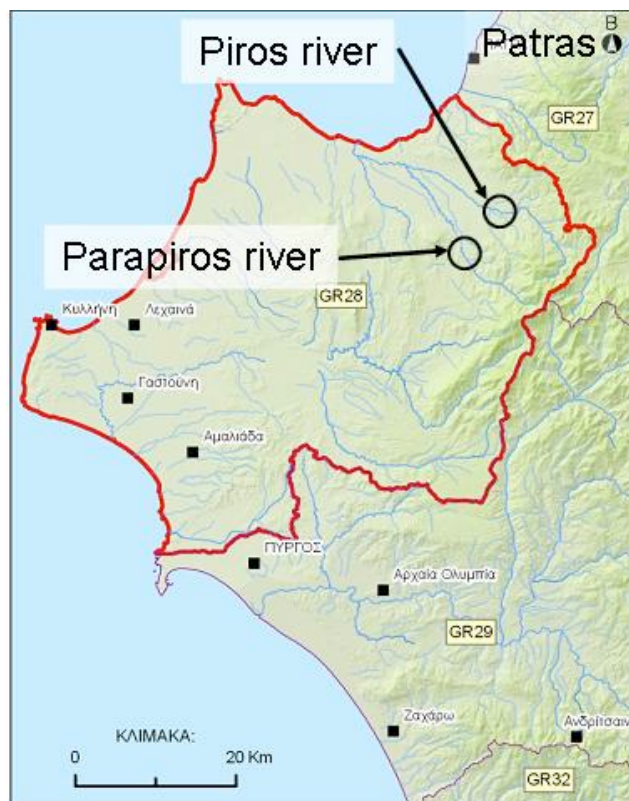 Piros river
Patras
B
GR27
Parapiros river
GR28
Κυλλήνη
Λεχαινά
Γαστούνη
Αμαλιάδα
ΠΥΡΓΟΣ
Αρχαία Ολυμπία
GR29
Ζαχάρω
Ανδρίτσαιν
ΚΛΙΜΑΚΑ:
0
20 Km
GR32